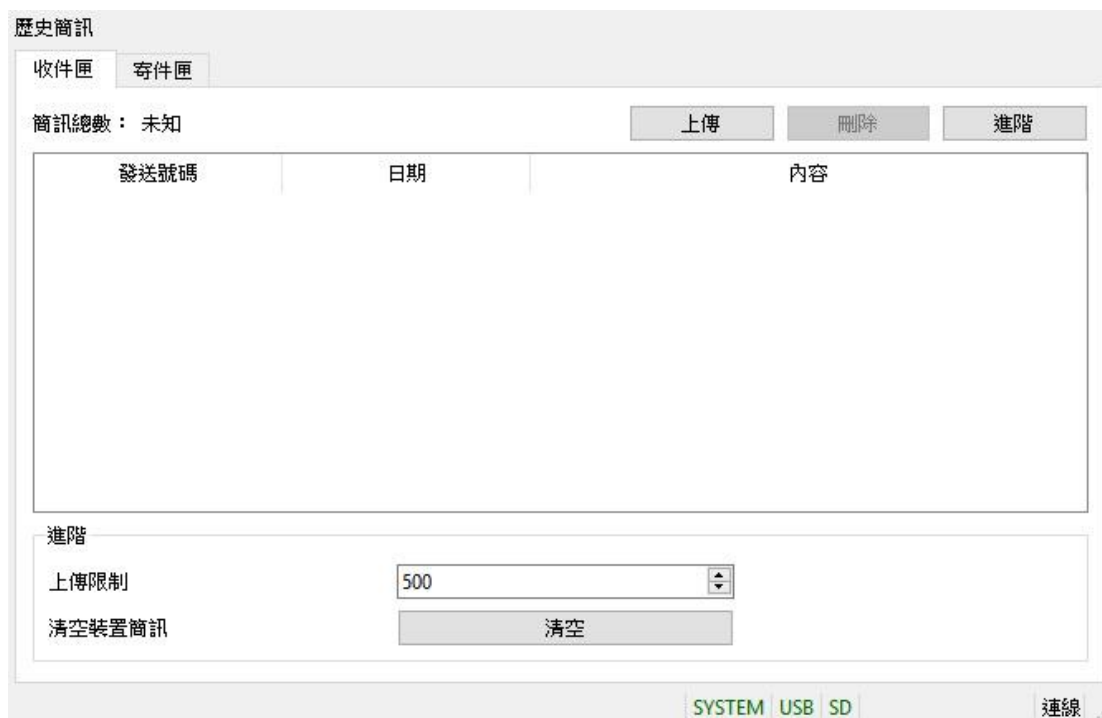 歷史簡訊
收件匣 寄件匣
簡訊總數： 未知 上傳 刪除 進階
發送號碼 日期 內容
進階
上傳限制 500
清空裝置簡訊 清空
SYSTEM USB SD 連線